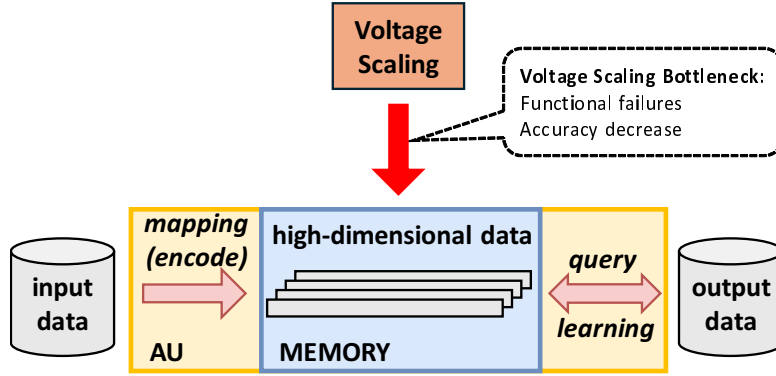 Voltage
Scaling
Voltage Scaling Bottleneck:
Functional failures
Accuracy decrease
mapping
(encode)
high-dimensional data
query
learning
input
data
output
data
AU
MEMORY